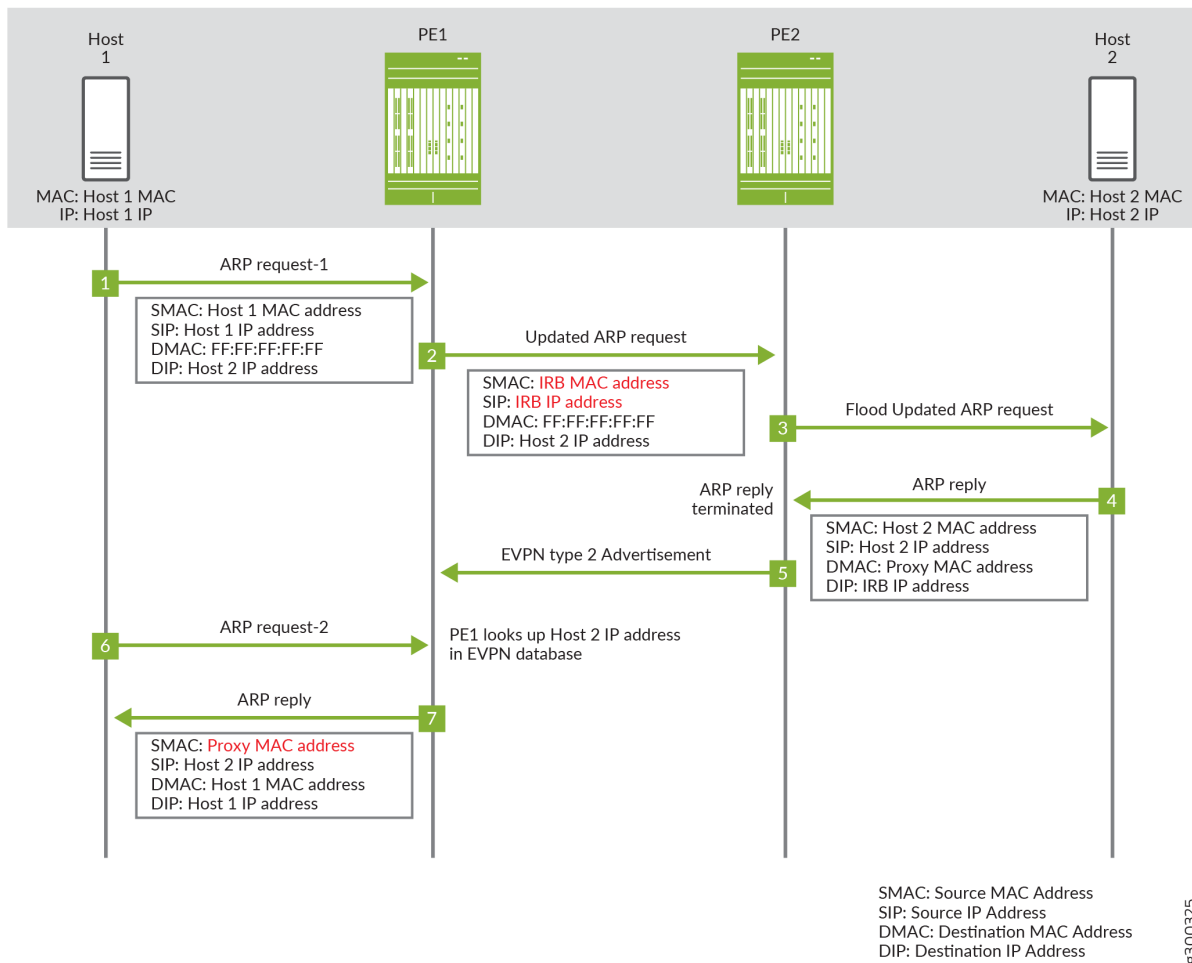 Host
1
PE1
PE2
Host
2
MAC: Host 1 MAC
IP: Host 1 IP
MAC: Host 2 MAC
IP: Host 2 IP
1
ARP request-1
SMAC: Host 1 MAC address
SIP: Host 1 IP address
DMAC: FF:FF:FF:FF:FF
DIP: Host 2 IP address
2
Updated ARP request
SMAC: IRB MAC address
SIP: IRB IP address
DMAC: FF:FF:FF:FF:FF
DIP: Host 2 IP address
3
Flood Updated ARP request
ARP reply
terminated
ARP reply
4
SMAC: Host 2 MAC address
SIP: Host 2 IP address
DMAC: Proxy MAC address
DIP: IRB IP address
EVPN type 2 Advertisement
5
6
ARP request-2
PE1 looks up Host 2 IP address
in EVPN database
ARP reply
7
SMAC: Proxy MAC address
SIP: Host 2 IP address
DMAC: Host 1 MAC address
DIP: Host 1 IP address
SMAC: Source MAC Address
SIP: Source IP Address
DMAC: Destination MAC Address
DIP: Destination IP Address
g300325